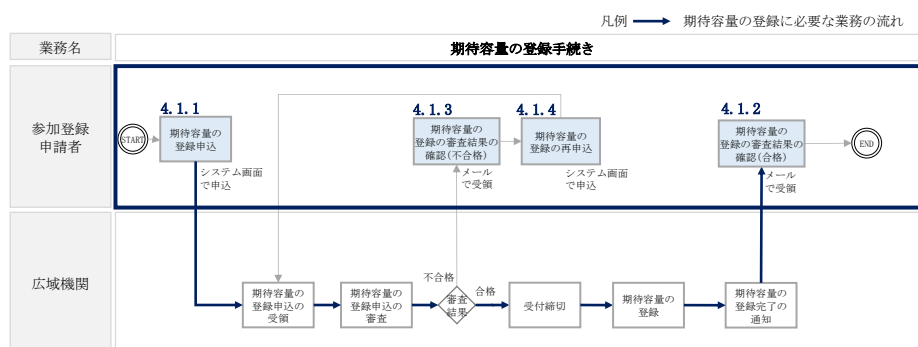 凡例 期待容量の登録に必要な業務の流れ
業務名
期待容量の登録手続き
参加登録
申請者
START
4.1.1
期待容量の
登録申込
システム画面
で申込
4.1.3
期待容量の
登録の審査結果の
確認(不合格)
メール
で受領
4.1.4
期待容量の
登録の再申込
システム画面
で申込
4.1.2
期待容量の
登録の審査結果の
確認(合格)
メール
で受領
END
広域機関
期待容量の
登録申込の
受領
期待容量の
登録申込の
審査
不合格
審査
結果
合格
受付締切
期待容量の
登録
期待容量の
登録完了の
通知